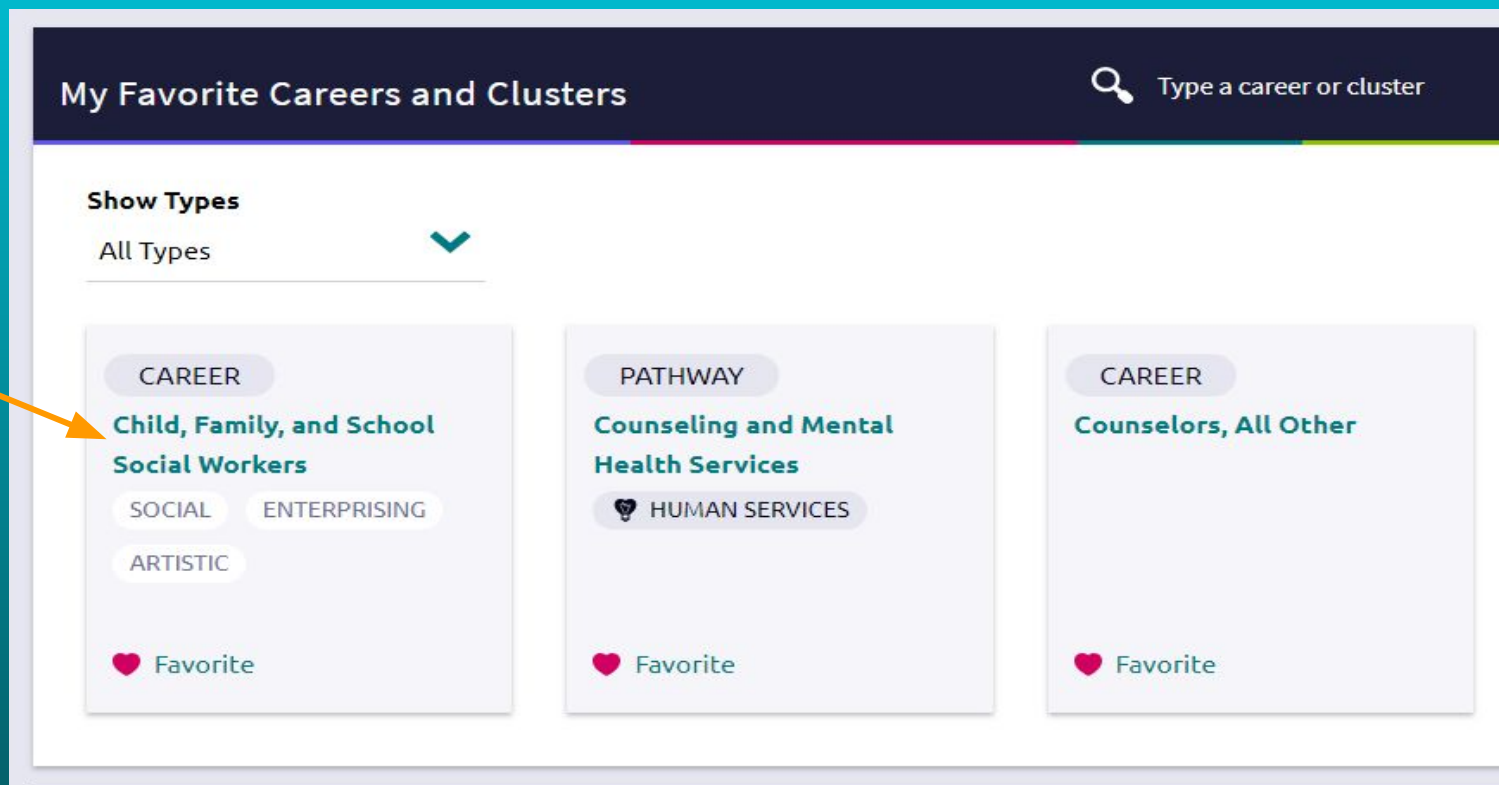 My Favorite Careers and Clusters
Type a career or cluster
Show Types
All Types
CAREER
Child, Family, and School
Social Workers
SOCIAL ENTERPRISING
ARTISTIC
Favorite
PATHWAY
Counseling and Mental
Health Services
HUMAN SERVICES
Favorite
CAREER
Counselors, All Other
Favorite